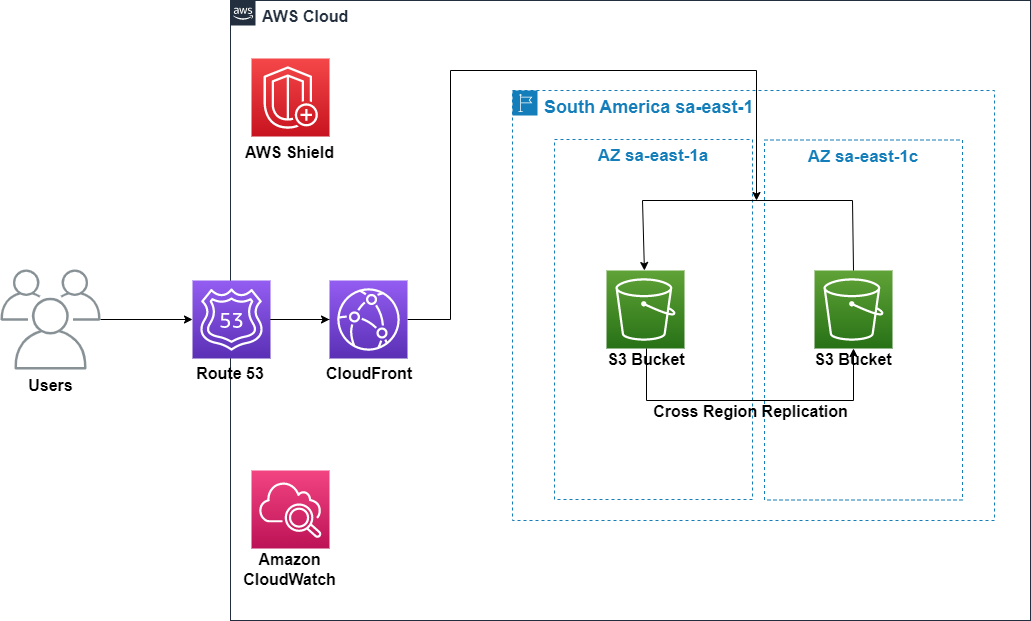 aws
AWS Cloud
AWS Shield
South America sa-east-1
AZ sa-east-1a
AZ sa-east-1c
53
Users
Route 53
CloudFront
S3 Bucket
S3 Bucket
Cross Region Replication
Amazon
CloudWatch